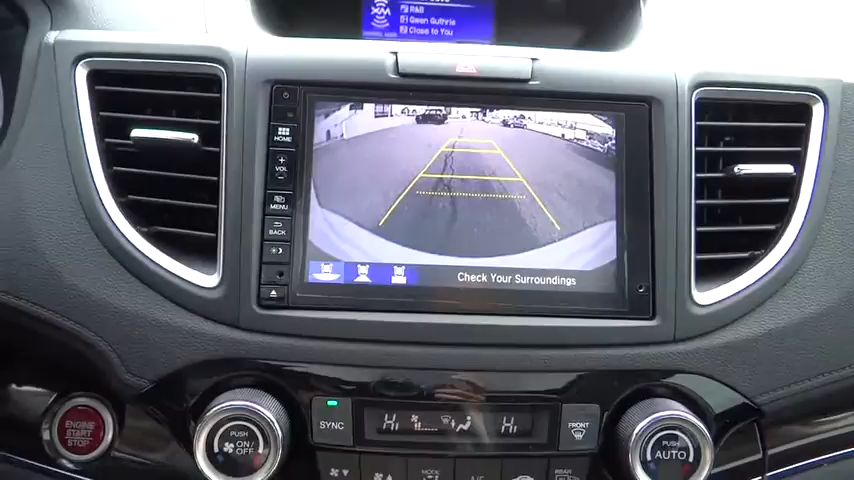 XM
R&B
Gwen Guthrie
Close to You
HOME
VOL
MENU
BACK
Check Your Surroundings
ENGINE
START
STOP
PUSH
ON/
OFF
SYNC
HI
HI
FRONT
PUSH
AUTO
MODE
A/C
REAR